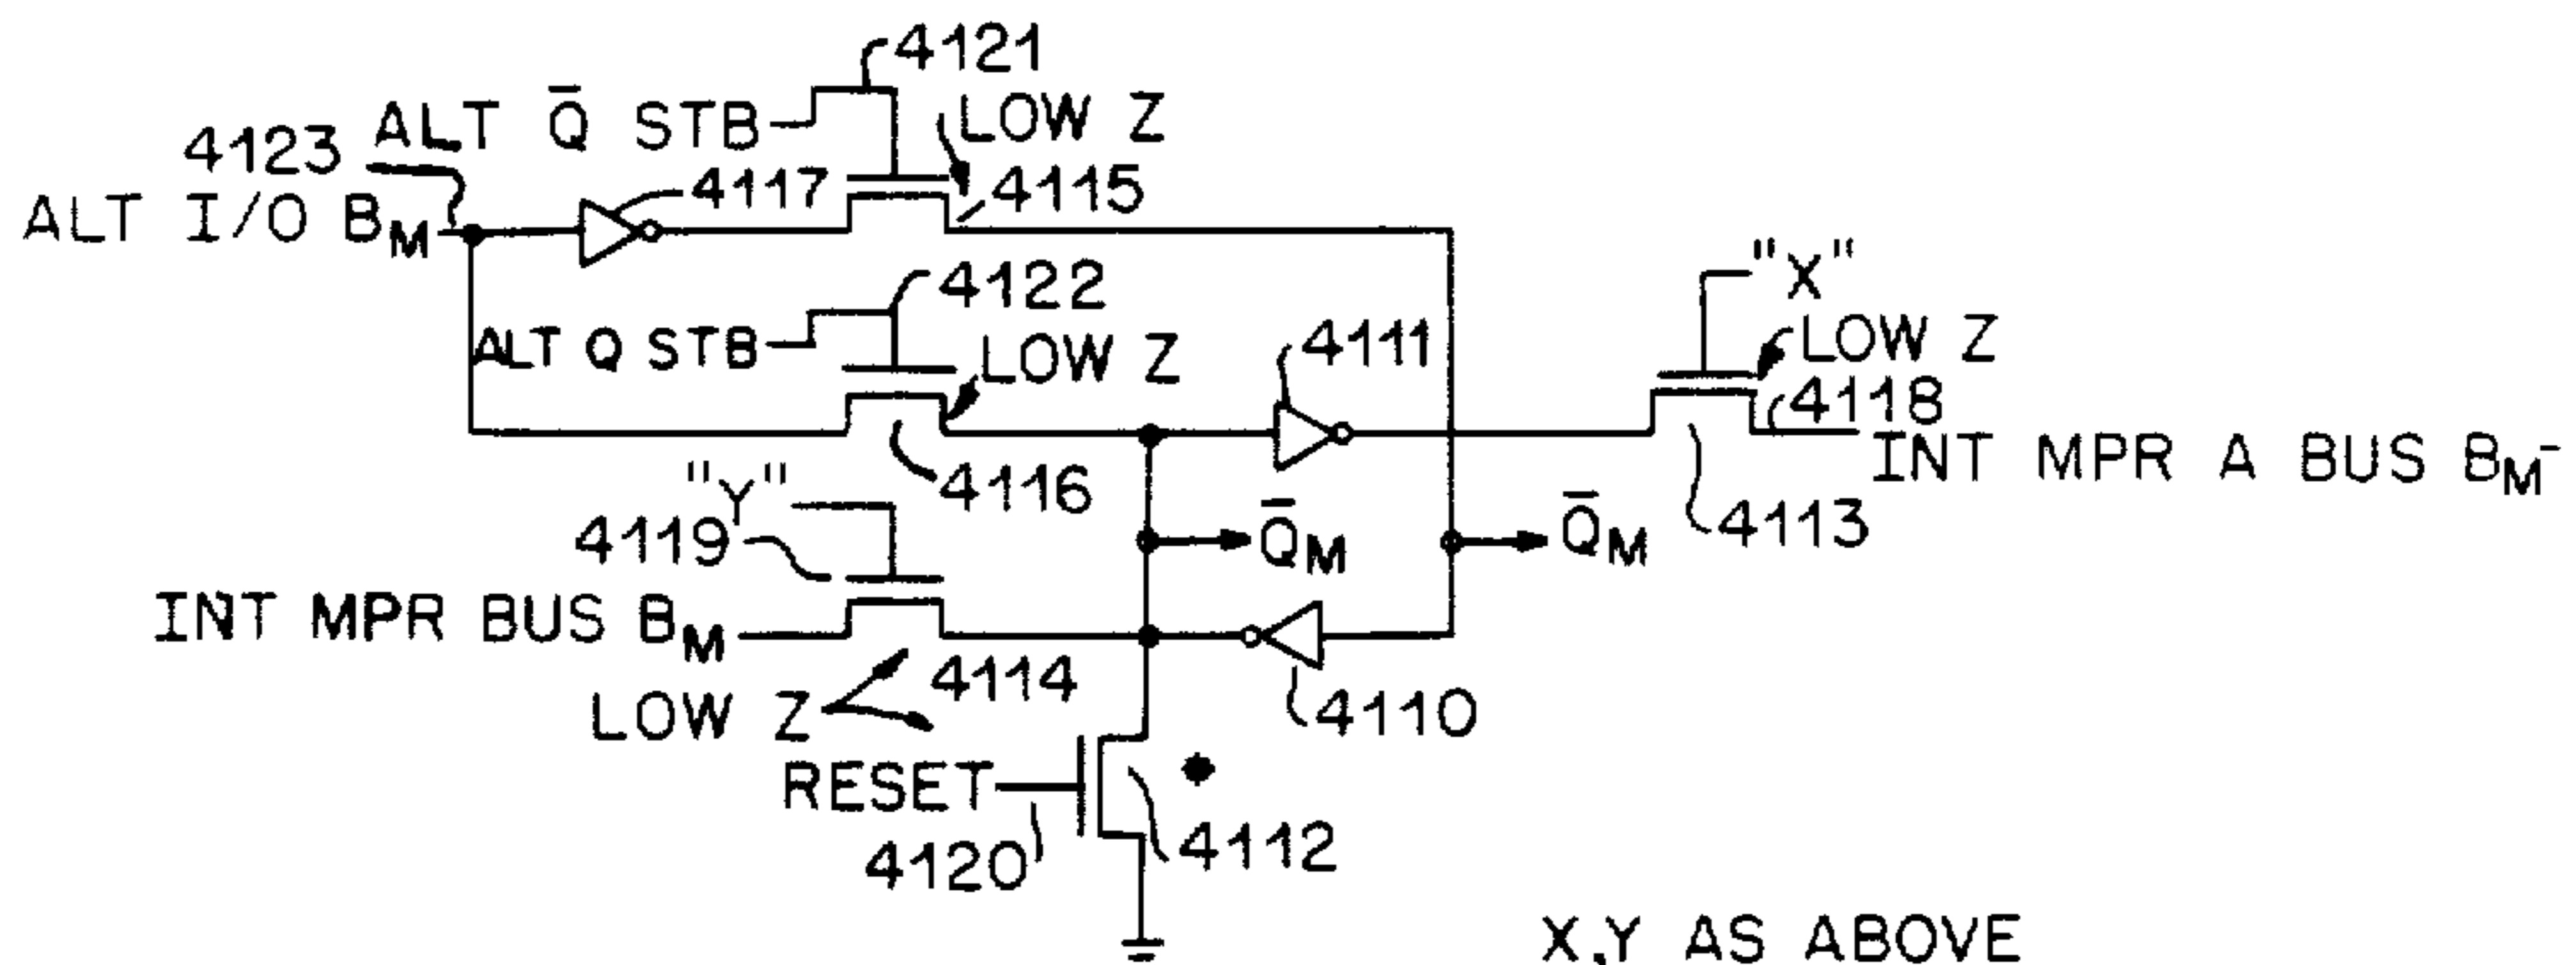 4121
ALT Q̄ STB
LOW Z
4123
4117
4115
ALT I/O BM
4122
"X"
ALT Q STB
LOW Z
4111
LOW Z
4118
INT MPR A BUS BM-
"Y"
4116
4119
Q̄M
Q̄M
4113
INT MPR BUS BM
4114
LOW Z
4110
RESET
4120
4112
X,Y AS ABOVE